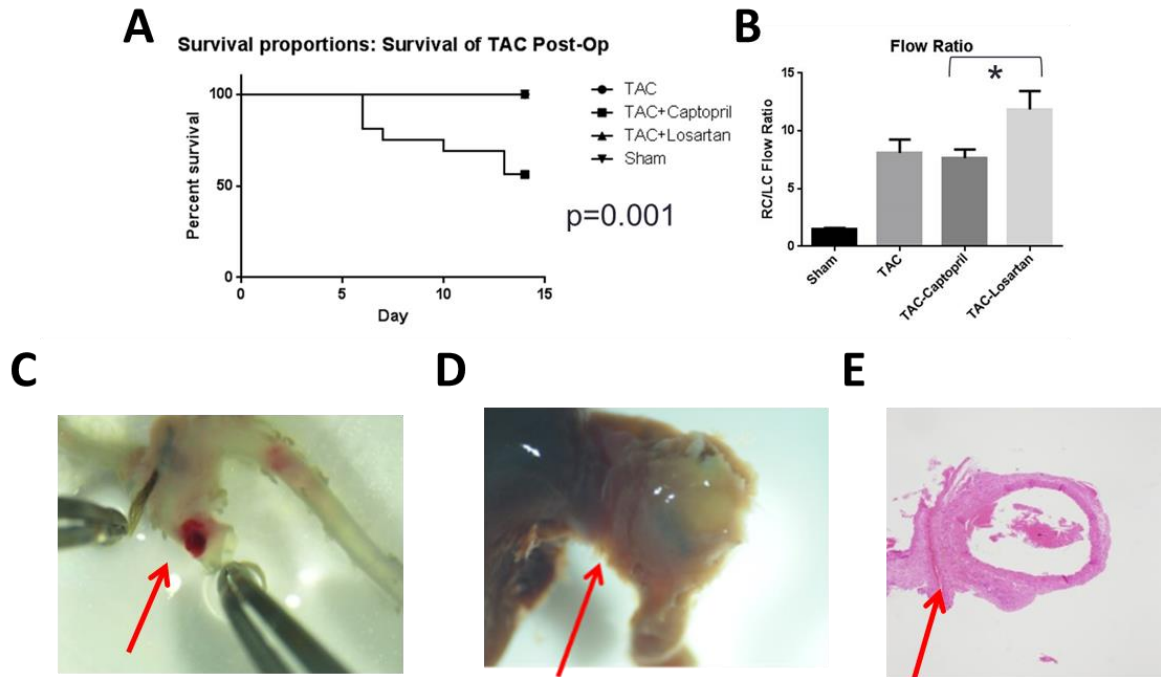 A
Survival proportions: Survival of TAC Post-Op
Percent survival
100
50
0
0
5
10
15
Day
TAC
TAC+Captopril
TAC+Losartan
Sham
p=0.001
B
Flow Ratio
*
RC/LC Flow Ratio
15
10
5
0
Sham
TAC
TAC-Captopril
TAC-Losartan
C
D
E